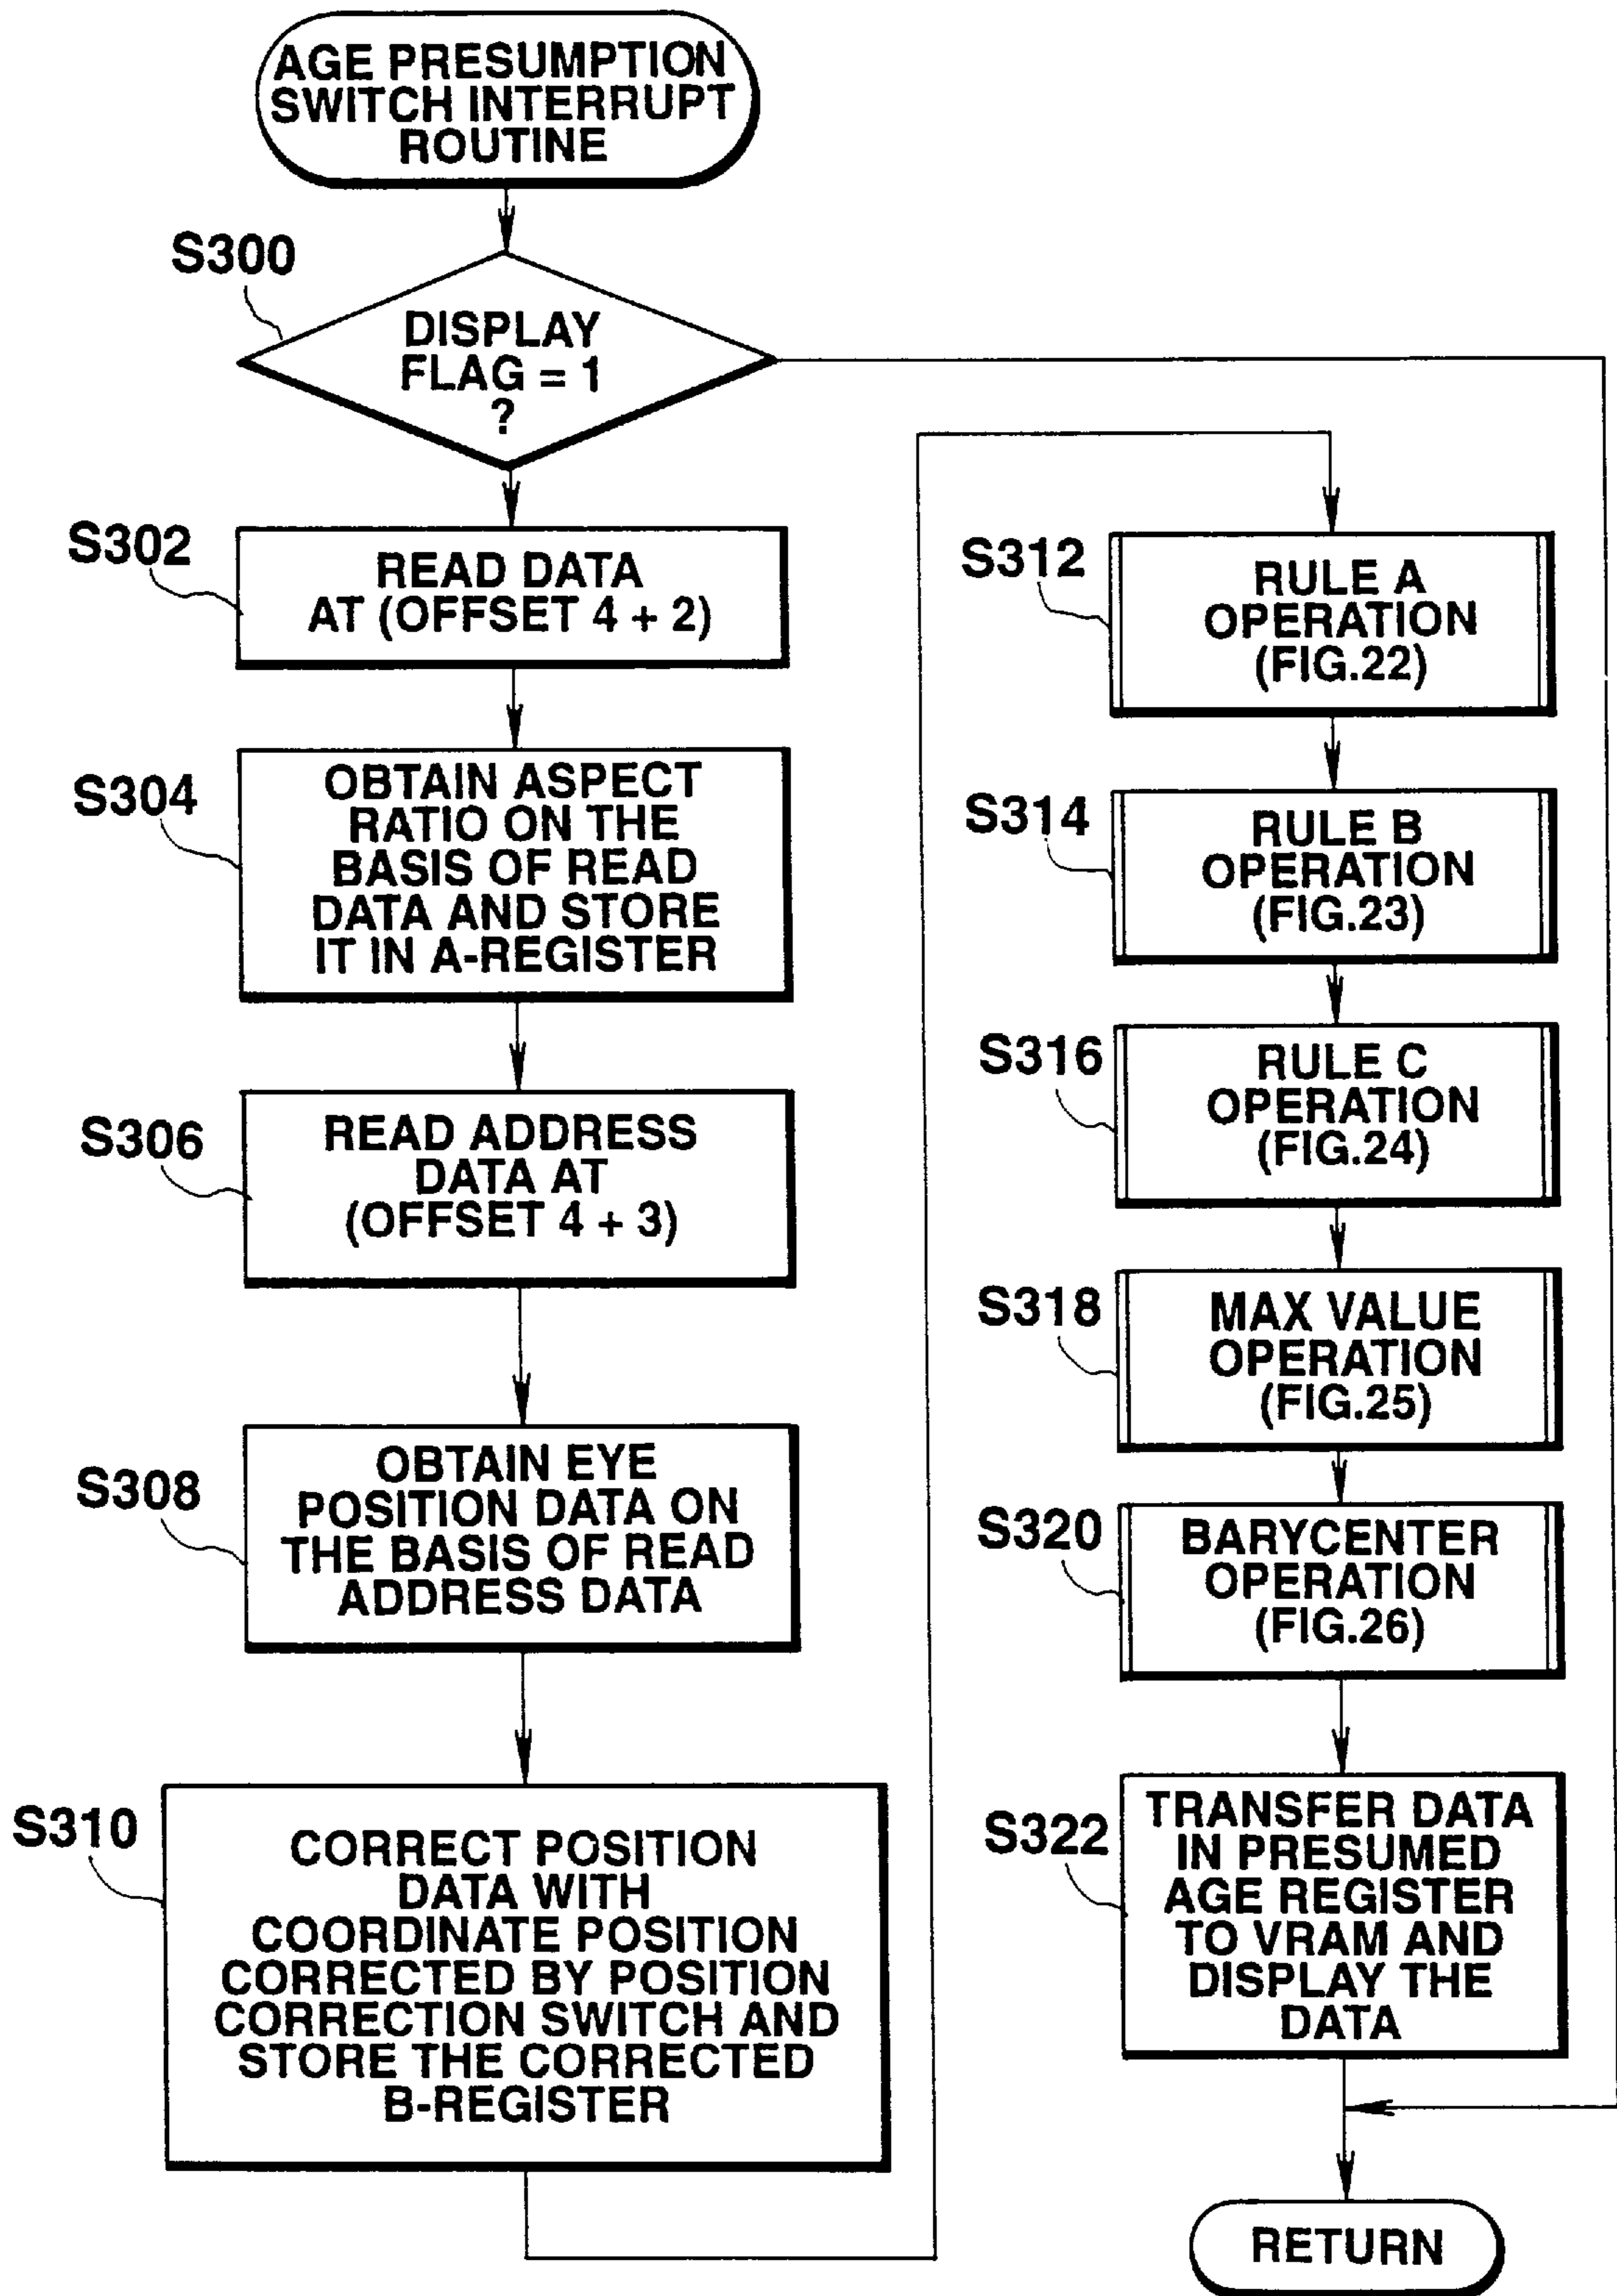 AGE PRESUMPTION
SWITCH INTERRUPT
ROUTINE
S300
DISPLAY
FLAG = 1
?
S302
READ DATA
AT (OFFSET 4 + 2)
S304
OBTAIN ASPECT
RATIO ON THE
BASIS OF READ
DATA AND STORE
IT IN A-REGISTER
S306
READ ADDRESS
DATA AT
(OFFSET 4 + 3)
S308
OBTAIN EYE
POSITION DATA ON
THE BASIS OF READ
ADDRESS DATA
S310
CORRECT POSITION
DATA WITH
COORDINATE POSITION
CORRECTED BY POSITION
CORRECTION SWITCH AND
STORE THE CORRECTED
B-REGISTER
S312
RULE A
OPERATION
(FIG.22)
S314
RULE B
OPERATION
(FIG.23)
S316
RULE C
OPERATION
(FIG.24)
S318
MAX VALUE
OPERATION
(FIG.25)
S320
BARYCENTER
OPERATION
(FIG.26)
S322
TRANSFER DATA
IN PRESUMED
AGE REGISTER
TO VRAM AND
DISPLAY THE
DATA
RETURN